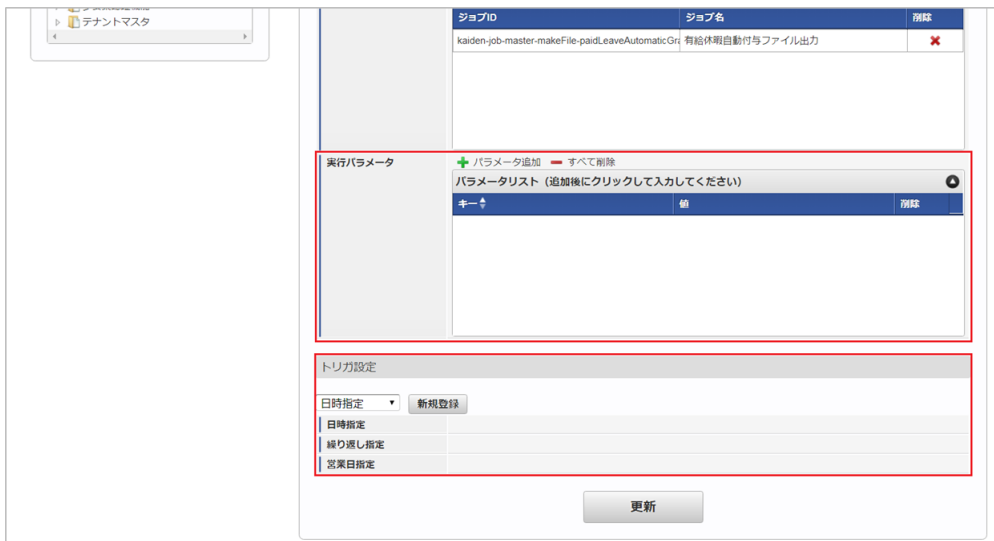 テナントマスタ
ジョブID ジョブ名 削除
kaiden-job-master-makeFile-paidLeaveAutomaticGra 有給休暇自動付与ファイル出力
実行パラメータ パラメータ追加 すべて削除
パラメータリスト（追加後にクリックして入力してください）
キー 値 削除
トリガ設定
日時指定 新規登録
日時指定
繰り返し指定
営業日指定
更新